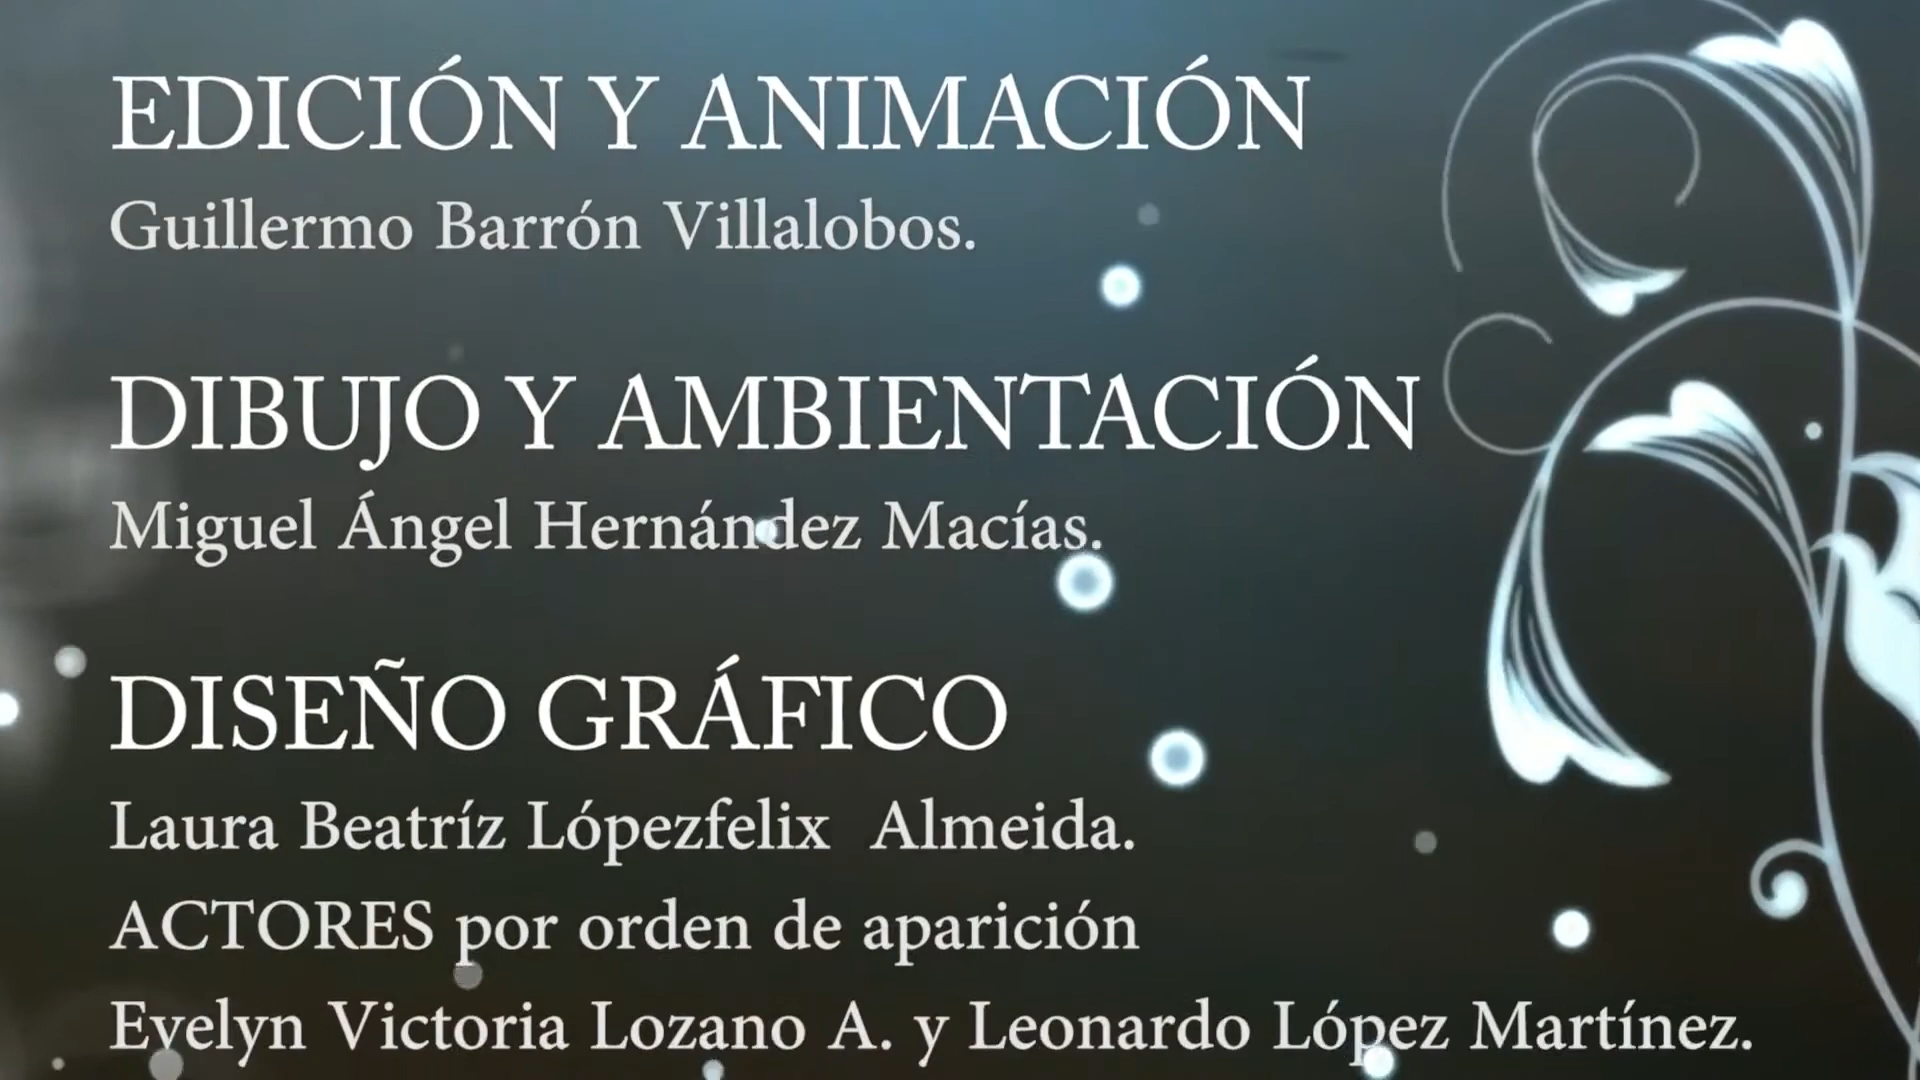 EDICIÓN Y ANIMACIÓN
Guillermo Barrón Villalobos.
DIBUJO Y AMBIENTACIÓN
Miguel Ángel Hernández Macías.
DISEÑO GRÁFICO
Laura Beatríz Lópezfelix  Almeida.
ACTORES por orden de aparición
Evelyn Victoria Lozano A. y Leonardo López Martínez.